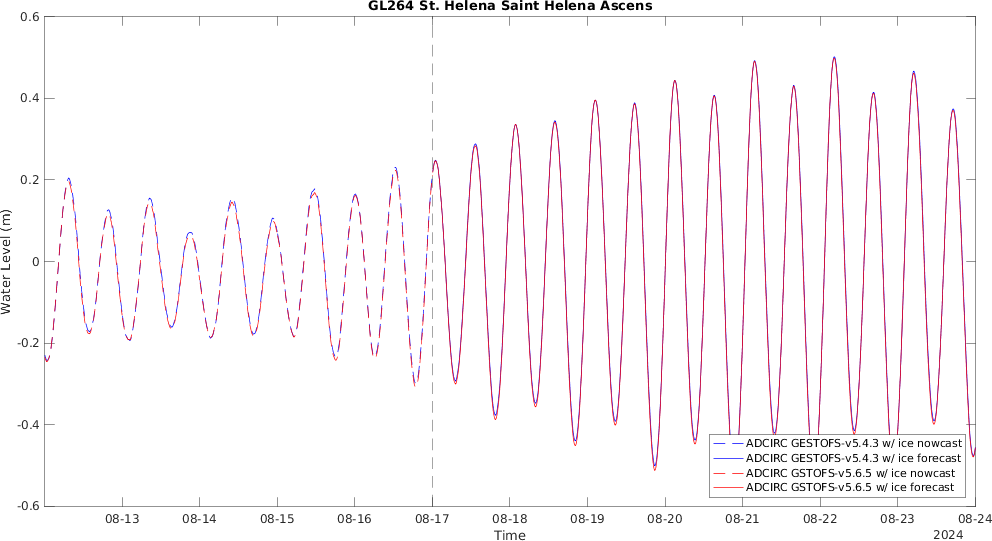 GL264 St. Helena Saint Helena Ascens
0.6
0.4
0.2
0
-0.2
-0.4
-0.6
Water Level (m)
08-13
08-14
08-15
08-16
08-17
08-18
08-19
08-20
08-21
08-22
08-23
08-24
Time
2024
ADCIRC GESTOFS-v5.4.3 w/ ice nowcast
ADCIRC GESTOFS-v5.4.3 w/ ice forecast
ADCIRC GSTOFS-v5.6.5 w/ ice nowcast
ADCIRC GSTOFS-v5.6.5 w/ ice forecast